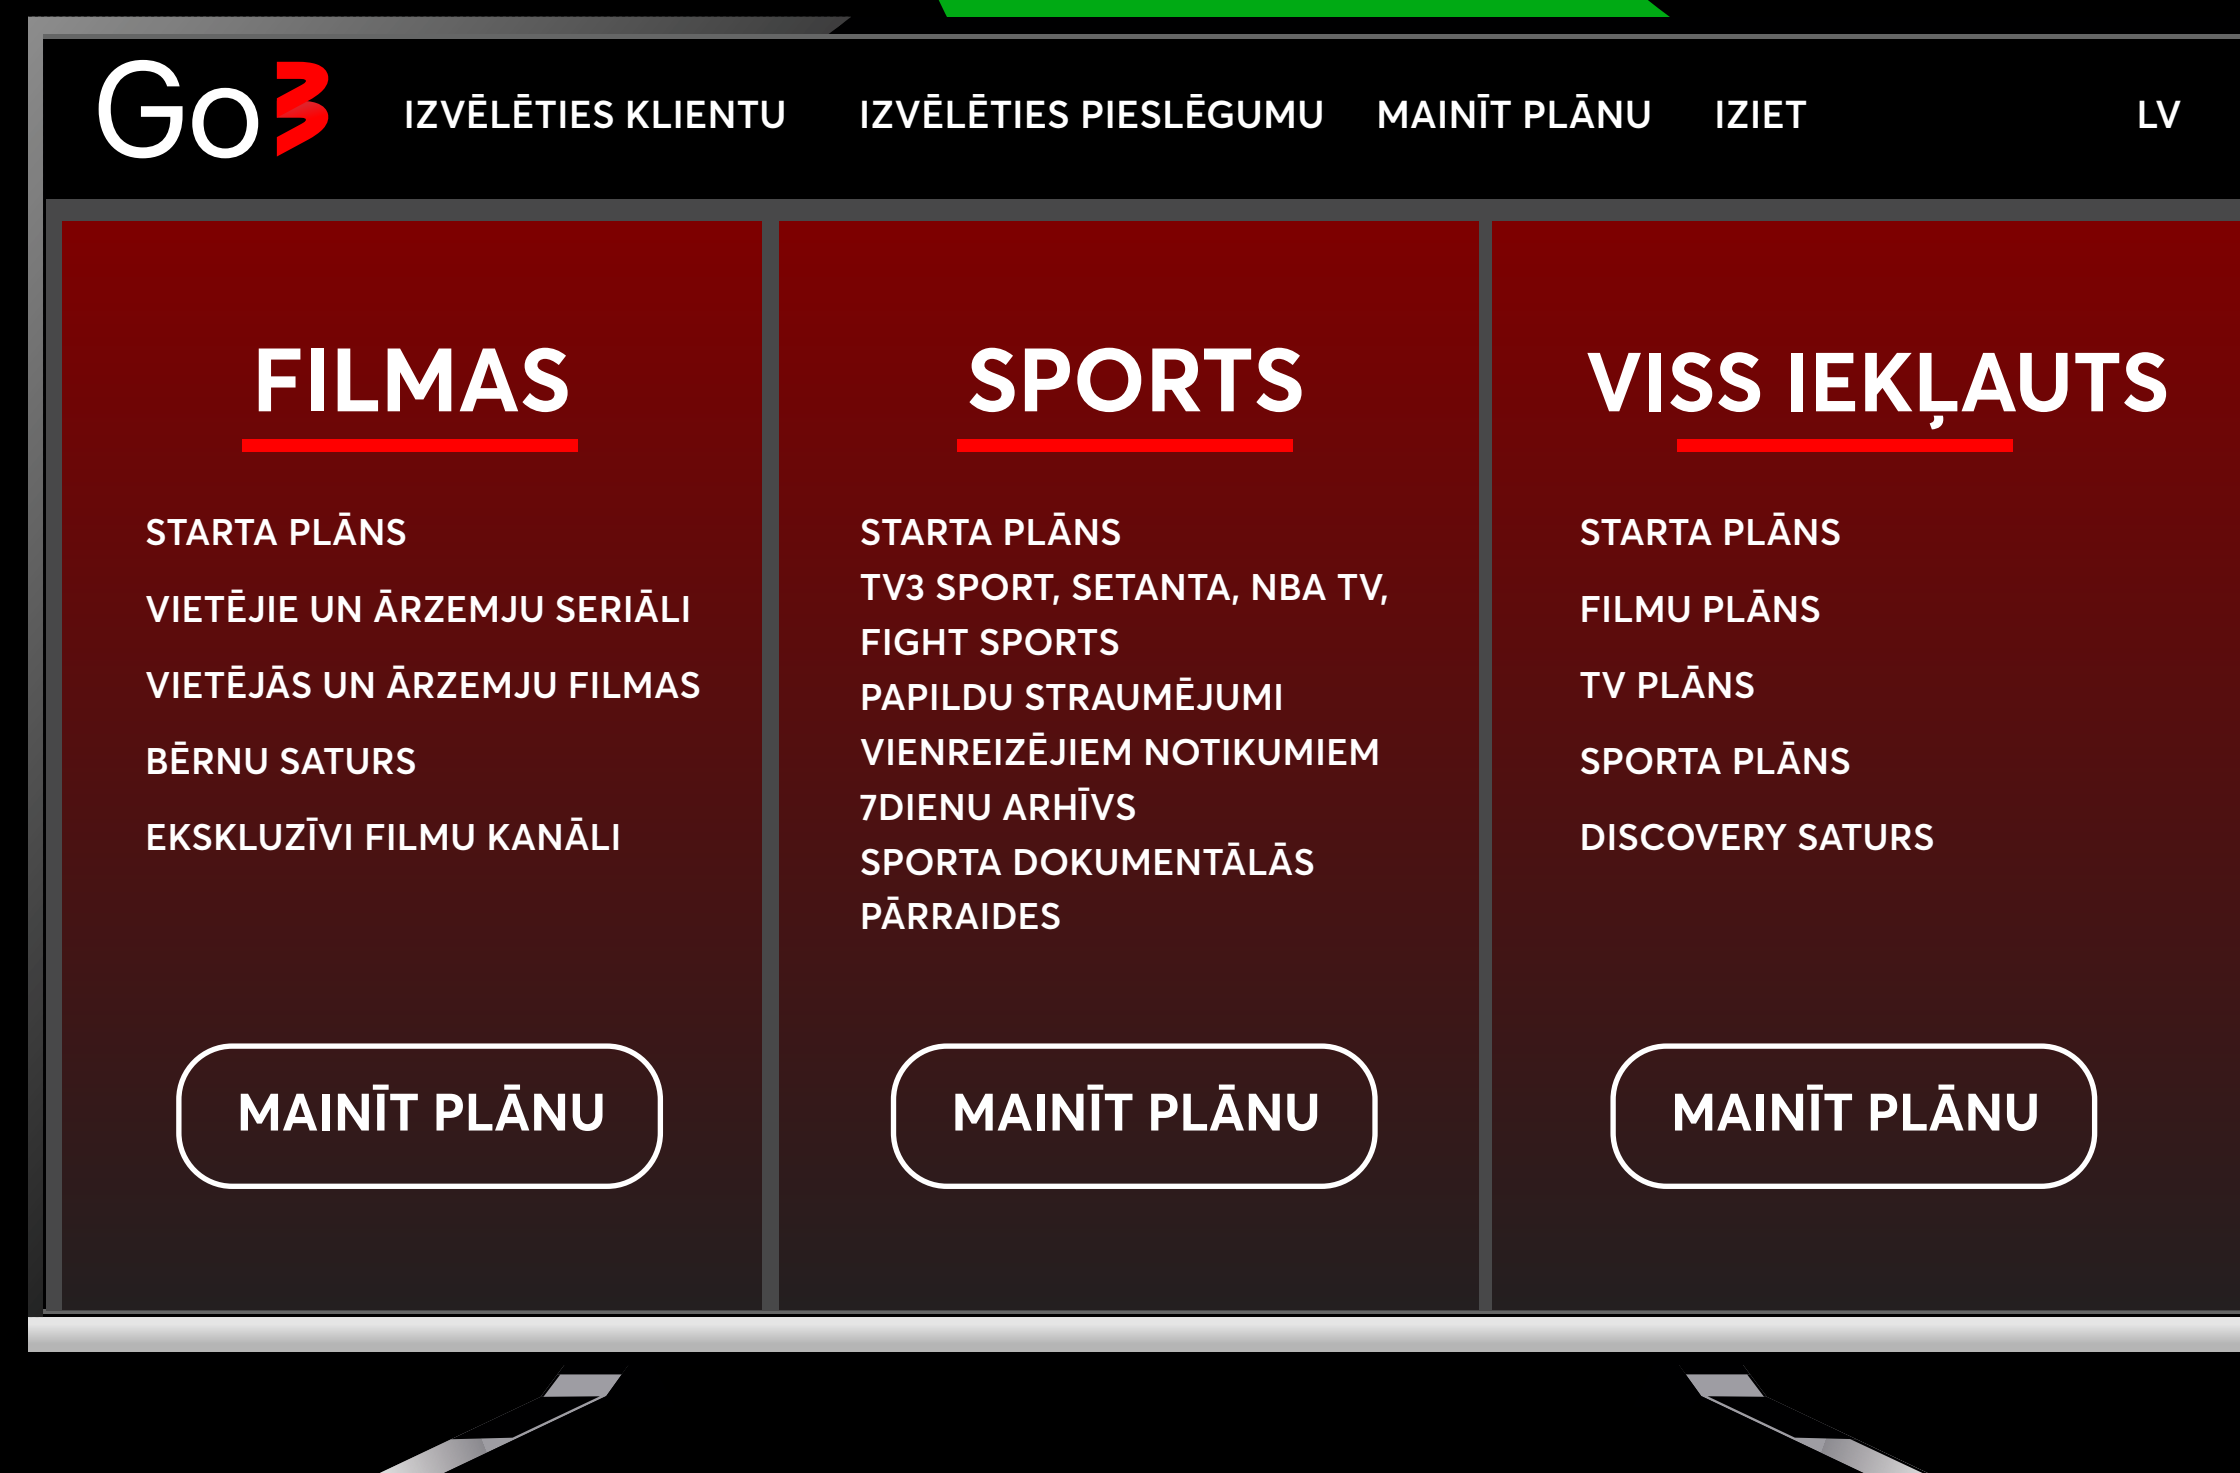 Go3
IZVĒLĒTIES KLIENTU IZVĒLĒTIES PIESLĒGUMU MAINĪT PLĀNU IZIET LV
FILMAS
STARTA PLĀNS
VIETĒJIE UN ĀRZEMJU SERIĀLI
VIETĒJĀS UN ĀRZEMJU FILMAS
BĒRNU SATURS
EKSKLUZĪVI FILMU KANĀLI
MAINĪT PLĀNU
SPORTS
STARTA PLĀNS
TV3 SPORT, SETANTA, NBA TV,
FIGHT SPORTS
PAPILDU STRAUMĒJUMI
VIENREIZĒJIEM NOTIKUMIEM
7DIENU ARHĪVS
SPORTA DOKUMENTĀLĀS
PĀRRAIDES
MAINĪT PLĀNU
VISS IEKĻAUTS
STARTA PLĀNS
FILMU PLĀNS
TV PLĀNS
SPORTA PLĀNS
DISCOVERY SATURS
MAINĪT PLĀNU